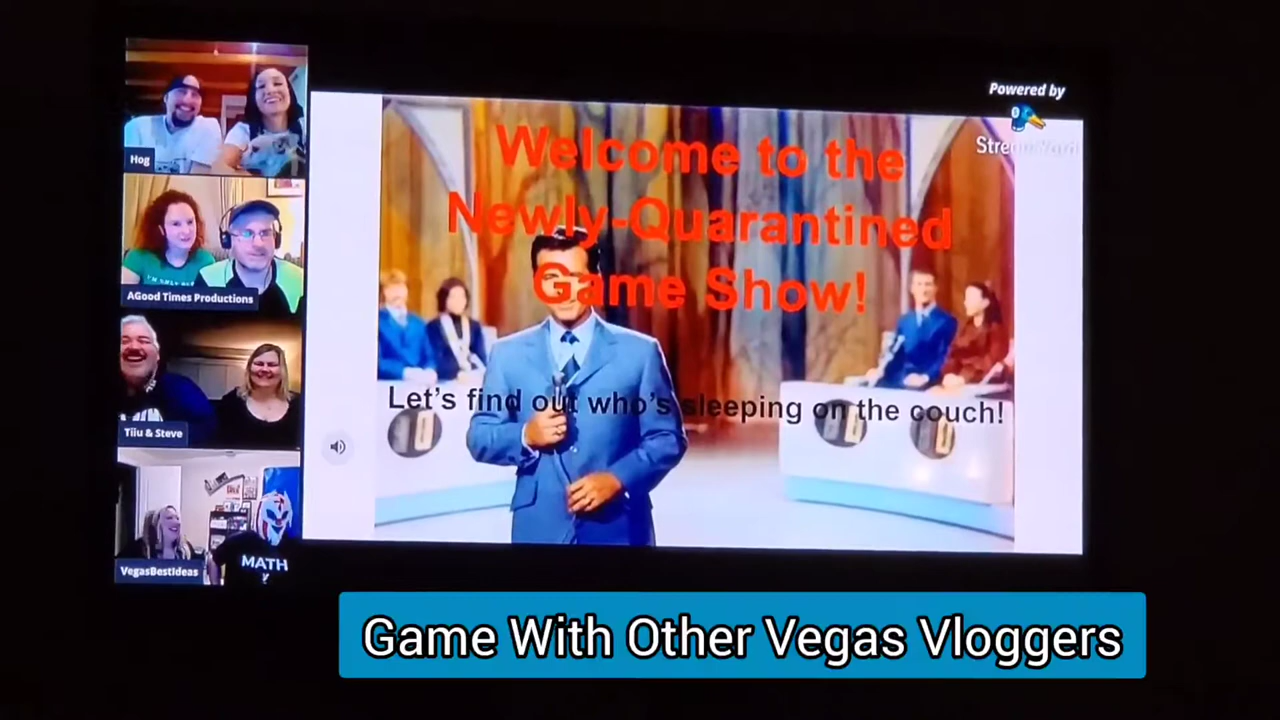 Powered by
StreamYard
Welcome to the
Newly-Quarantined
Game Show!
Let's find out who's sleeping on the couch!
Hog
AGood Times Productions
Tiiu & Steve
VegasBestIdeas
MATH
Game With Other Vegas Vloggers